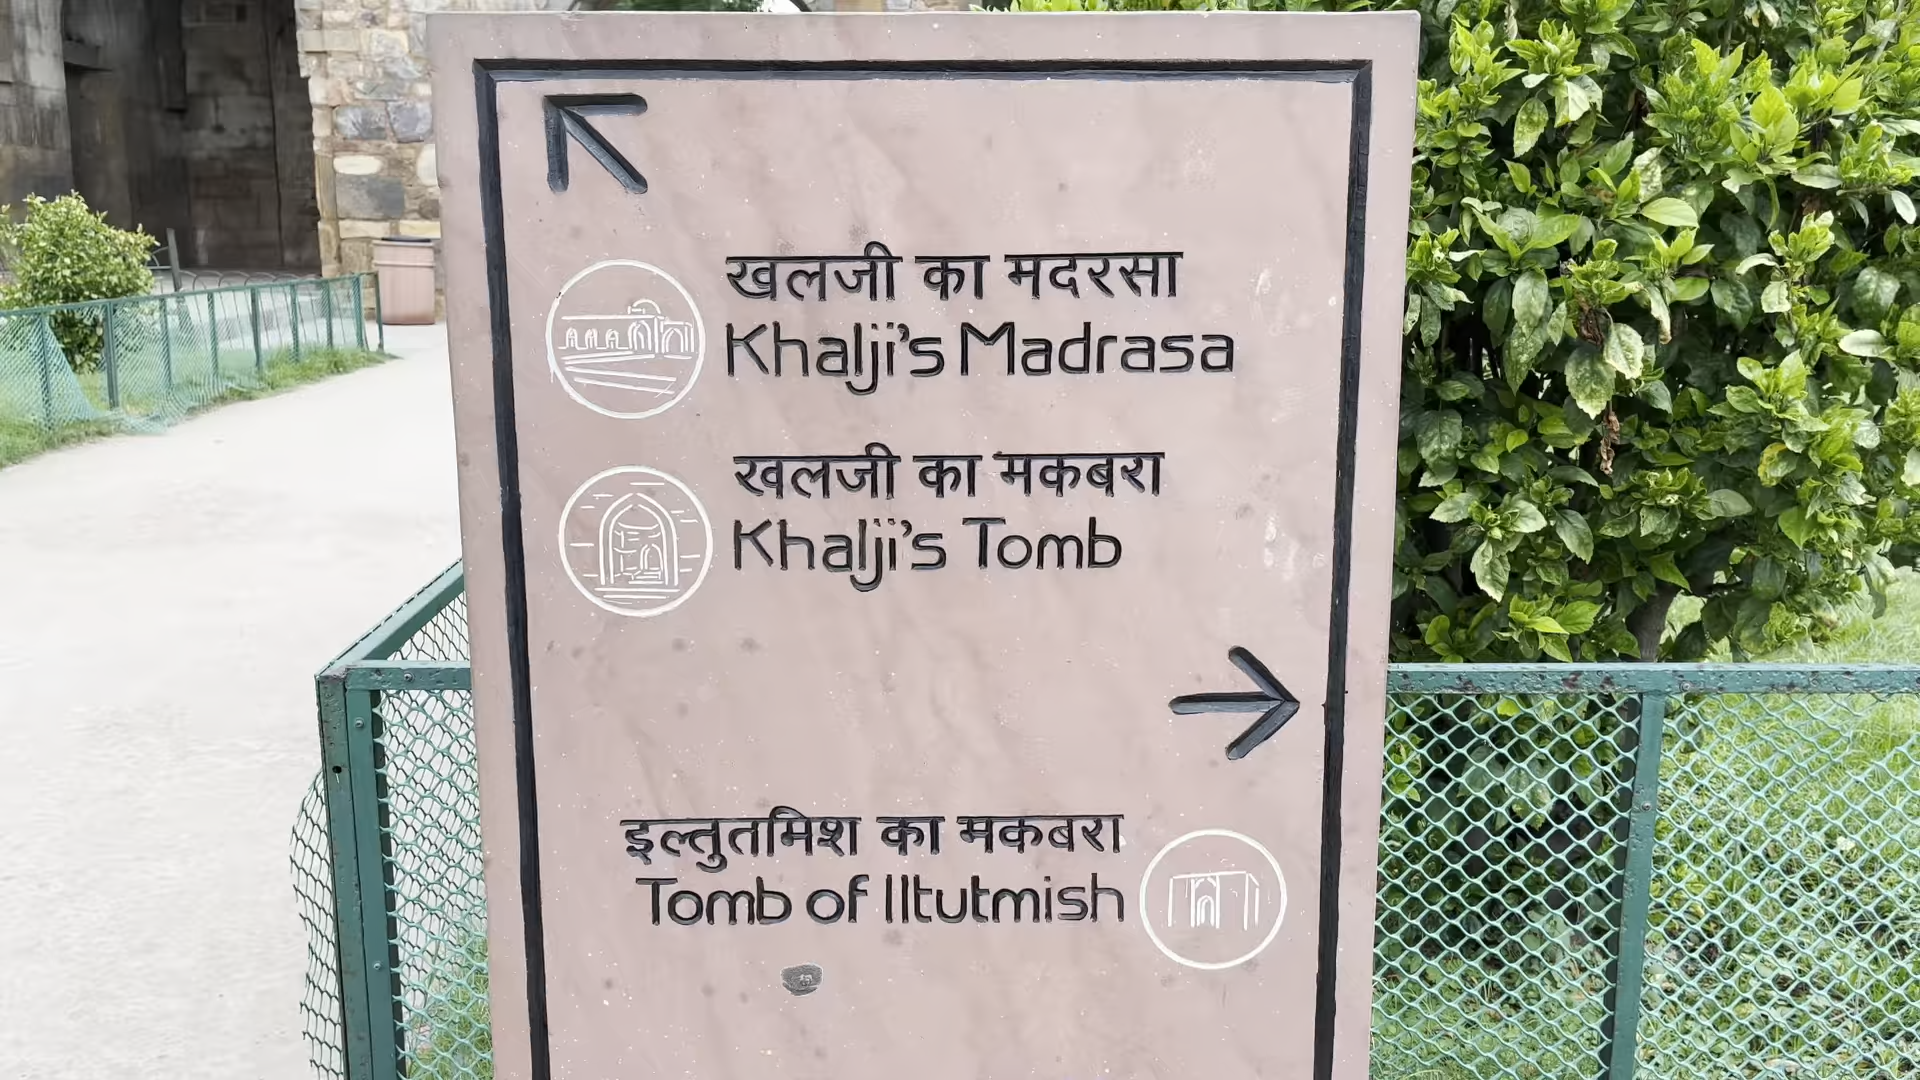 खलजी का मदरसा
Khalji's Madrasa
खलजी का मकबरा
Khalji's Tomb
इल्तुतमिश का मकबरा
Tomb of Iltutmish